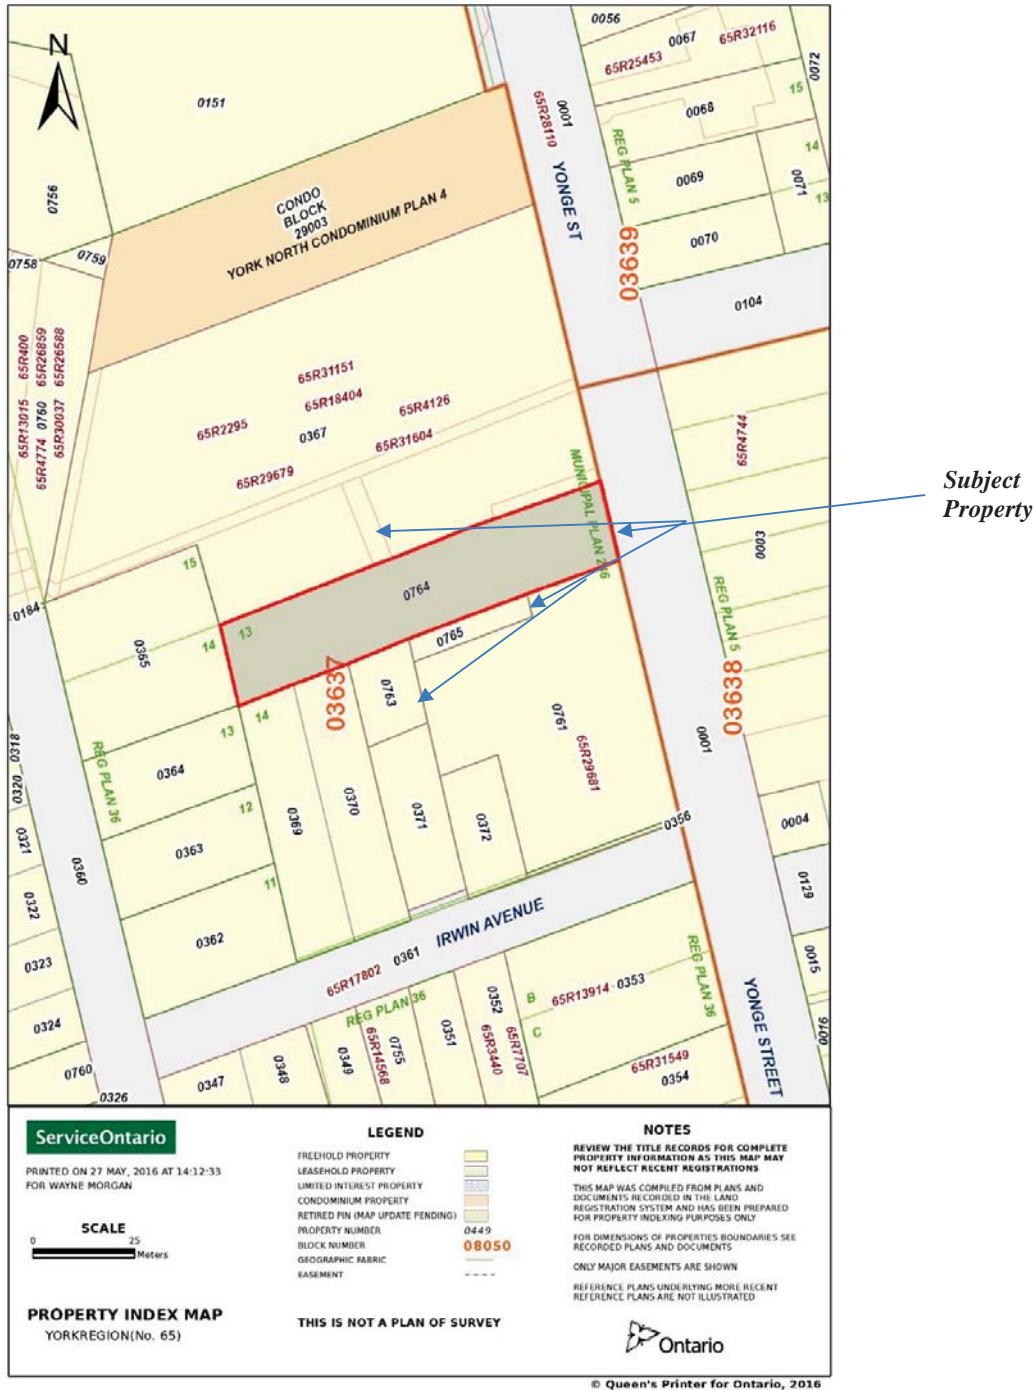 N
0151
0756
0758
0759
CONDO
BLOCK
29003
YORK NORTH CONDOMINIUM PLAN 4
65R28110
0001
YONGE ST
0056
0067
65R25453
65R32116
0072
15
0068
14
REG PLAN 5
0069
0071
13
0070
03639
0104
65R13015
65R400
65R4774
0760
65R26859
65R30037
65R26588
65R31151
65R18404
65R4126
65R2295
0367
65R31604
65R29679
MUNICIPAL PLAN 246
65R4744
Subject
Property
0003
15
0184
0365
14
13
0764
0765
REG PLAN 5
03637
0763
03638
0761
65R29681
0001
13
14
0318
0320
REG PLAN 36
0364
0321
12
0363
0369
0370
0371
0372
0356
0004
0360
11
0129
0322
0362
IRWIN AVENUE
0323
65R17802
0361
REG PLAN 36
0015
0324
REG PLAN 36
65R14568
0755
0351
0352
65R3440
65R7707
B
C
65R13914
0353
YONGE STREET
0016
0760
0326
0347
0348
0349
65R31549
0354
ServiceOntario
PRINTED ON 27 MAY, 2016 AT 14:12:33
FOR WAYNE MORGAN
SCALE
0 25
Meters
PROPERTY INDEX MAP
YORKREGION(No. 65)
LEGEND
FREEHOLD PROPERTY
LEASEHOLD PROPERTY
LIMITED INTEREST PROPERTY
CONDOMINIUM PROPERTY
RETIRED PIN (MAP UPDATE PENDING)
PROPERTY NUMBER 0449
BLOCK NUMBER 08050
GEOGRAPHIC FABRIC
EASEMENT
THIS IS NOT A PLAN OF SURVEY
NOTES
REVIEW THE TITLE RECORDS FOR COMPLETE
PROPERTY INFORMATION AS THIS MAP MAY
NOT REFLECT RECENT REGISTRATIONS
THIS MAP WAS COMPILED FROM PLANS AND
DOCUMENTS RECORDED IN THE LAND
REGISTRATION SYSTEM AND HAS BEEN PREPARED
FOR PROPERTY INDEXING PURPOSES ONLY
FOR DIMENSIONS OF PROPERTIES BOUNDARIES SEE
RECORDED PLANS AND DOCUMENTS
ONLY MAJOR EASEMENTS ARE SHOWN
REFERENCE PLANS UNDERLYING MORE RECENT
REFERENCE PLANS ARE NOT ILLUSTRATED
Ontario
© Queen's Printer for Ontario, 2016